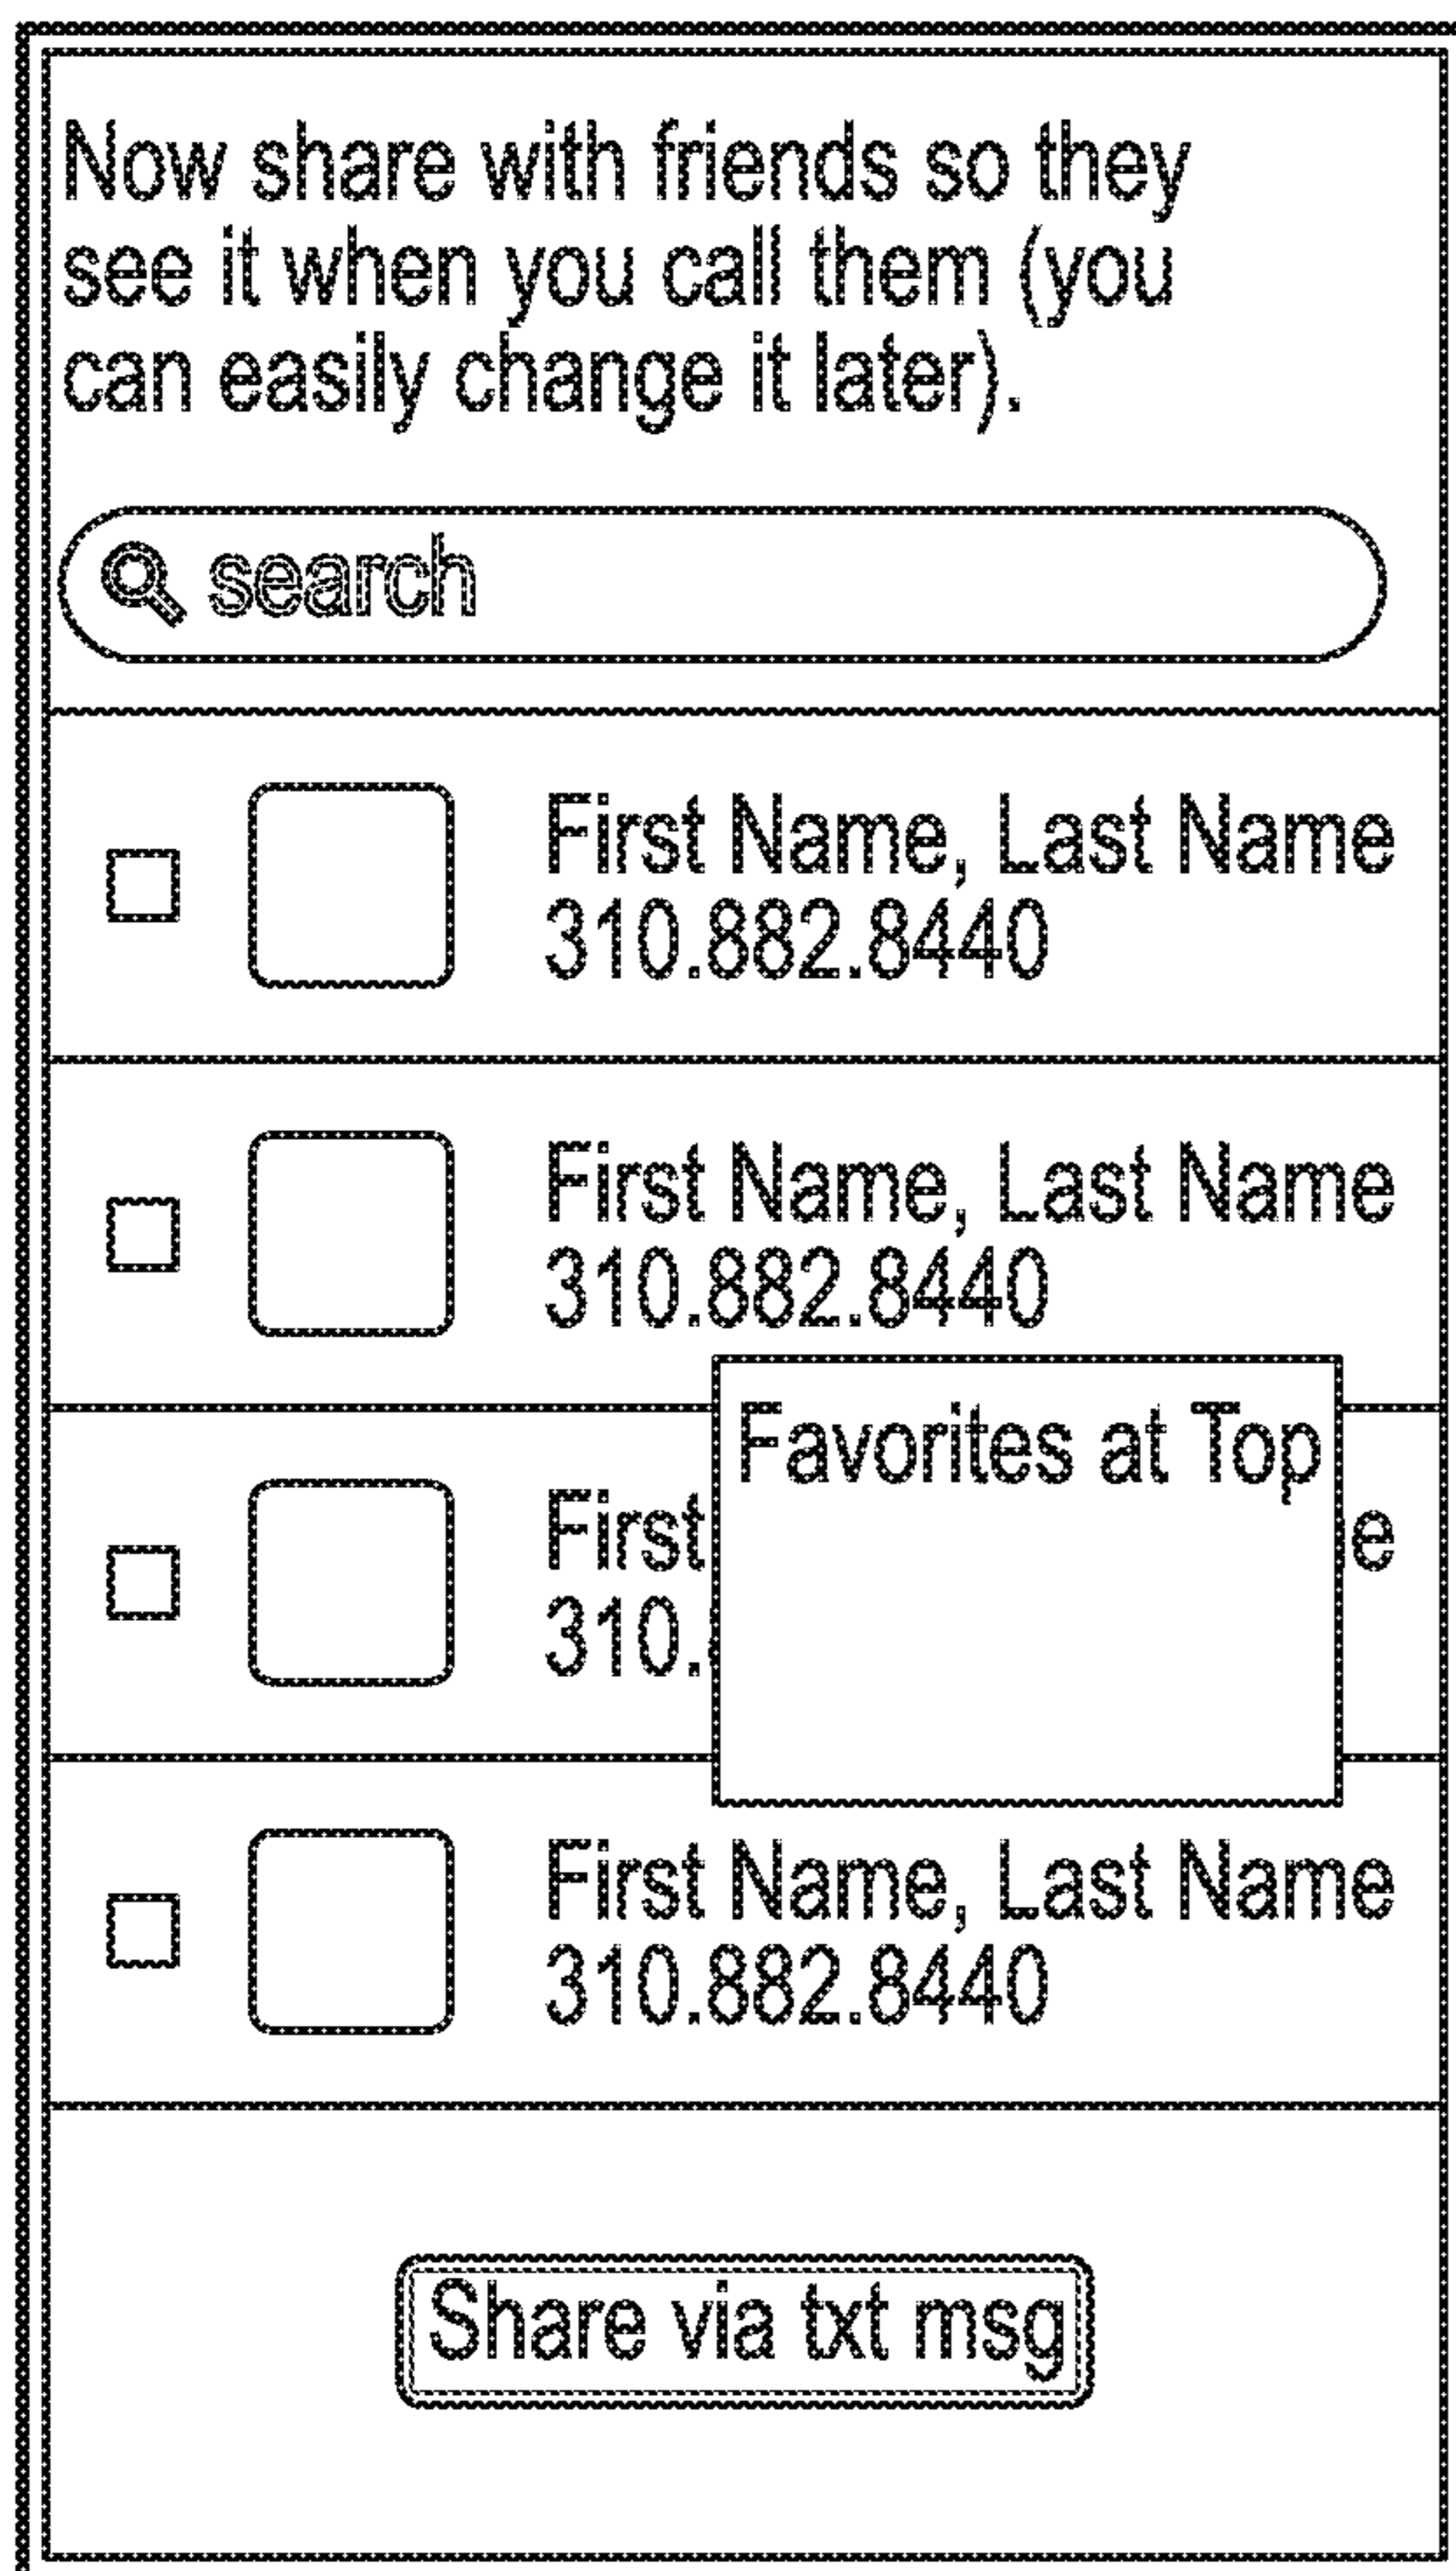 Now share with friends so they
see it when you call them (you
can easily change it later).
search
First Name, Last Name
310.882.8440
First Name, Last Name
310.882.8440
Favorites at Top
First
310.
First Name, Last Name
310.882.8440
Share via txt msg